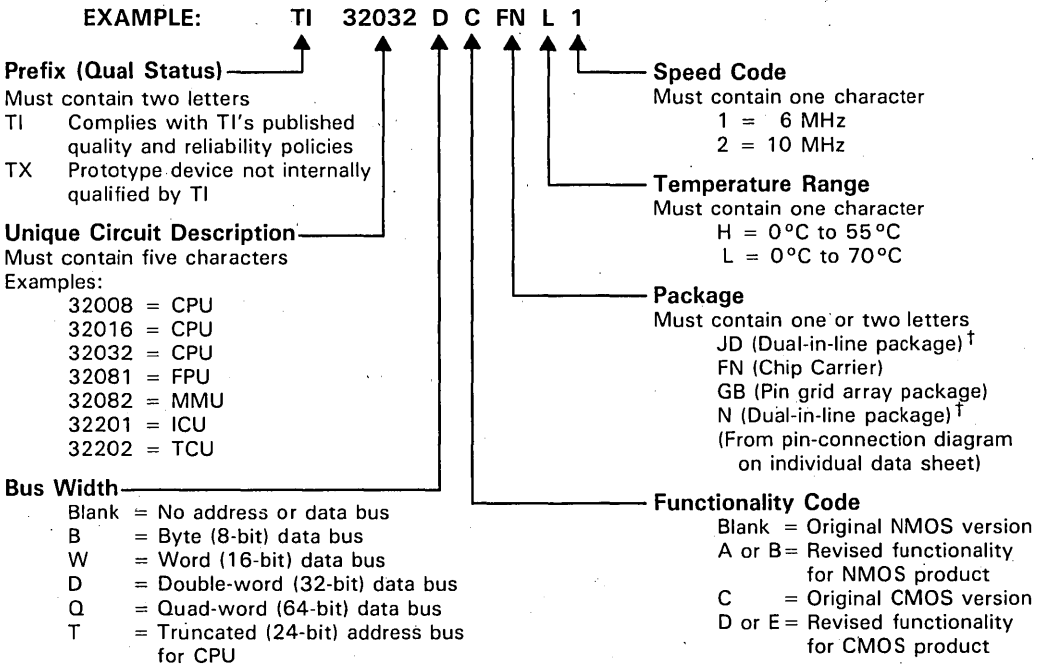 EXAMPLE: TI 32032 D C FN L 1
Prefix (Qual Status)
Must contain two letters
TI Complies with TI's published
quality and reliability policies
TX Prototype device not internally
qualified by TI
Unique Circuit Description
Must contain five characters
Examples:
32008 = CPU
32016 = CPU
32032 = CPU
32081 = FPU
32082 = MMU
32201 = ICU
32202 = TCU
Bus Width
Blank = No address or data bus
B = Byte (8-bit) data bus
W = Word (16-bit) data bus
D = Double-word (32-bit) data bus
Q = Quad-word (64-bit) data bus
T = Truncated (24-bit) address bus
for CPU
Speed Code
Must contain one character
1 = 6 MHz
2 = 10 MHz
Temperature Range
Must contain one character
H = 0°C to 55°C
L = 0°C to 70°C
Package
Must contain one or two letters
JD (Dual-in-line package)†
FN (Chip Carrier)
GB (Pin grid array package)
N (Dual-in-line package)†
(From pin-connection diagram
on individual data sheet)
Functionality Code
Blank = Original NMOS version
A or B = Revised functionality
for NMOS product
C = Original CMOS version
D or E = Revised functionality
for CMOS product